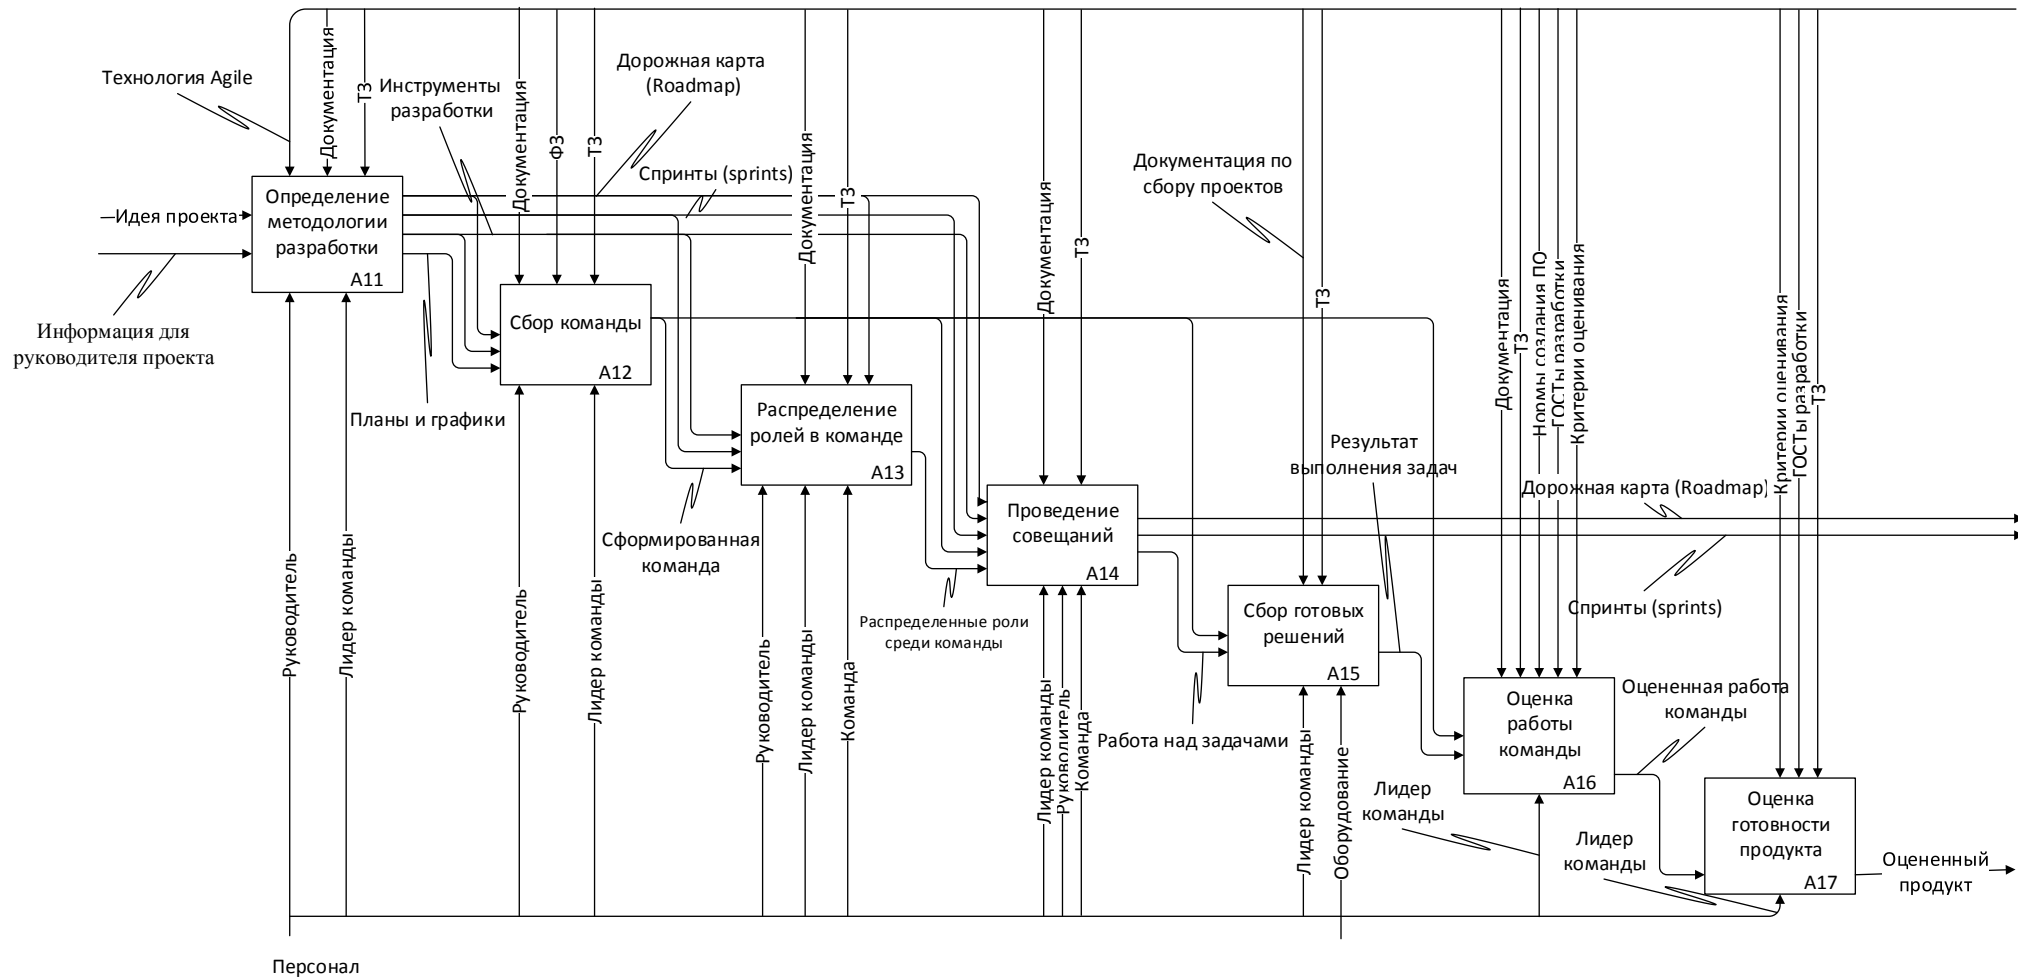 Технология Agile
Документация
ТЗ
Инструменты
разработки
Документация
ФЗ
ТЗ
Дорожная карта
(Roadmap)
Спринты (sprints)
Документация
ТЗ
Документация
ТЗ
Документация по
сбору проектов
ТЗ
Документация
ТЗ
Нормы создания ПО
ГОСТы разработки
Критерии оценивания
Критерии оценивания
ГОСТы разработки
ТЗ
Идея проекта
Определение
методологии
разработки
А11
Информация для
руководителя проекта
Сбор команды
А12
Планы и графики
Распределение
ролей в команде
А13
Результат
выполнения задач
Дорожная карта (Roadmap)
Проведение
совещаний
А14
Сформированная
команда
Распределенные роли
среди команды
Спринты (sprints)
Сбор готовых
решений
А15
Работа над задачами
Оценка
работы
команды
А16
Оцененная работа
команды
Лидер
команды
Лидер
команды
Оценка
готовности
продукта
А17
Оцененный
продукт
Руководитель
Лидер команды
Руководитель
Лидер команды
Руководитель
Лидер команды
Команда
Лидер команды
Руководитель
Команда
Лидер команды
Оборудование
Персонал